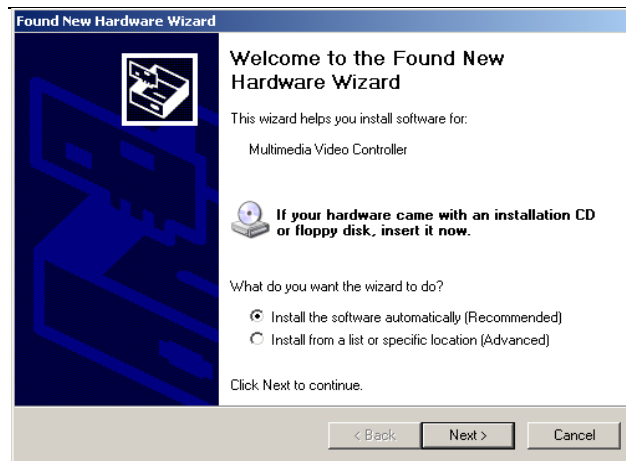 Found New Hardware Wizard
Welcome to the Found New
Hardware Wizard
This wizard helps you install software for:
Multimedia Video Controller
If your hardware came with an installation CD
or floppy disk, insert it now.
What do you want the wizard to do?
Install the software automatically (Recommended)
Install from a list or specific location (Advanced)
Click Next to continue.
< Back Next > Cancel